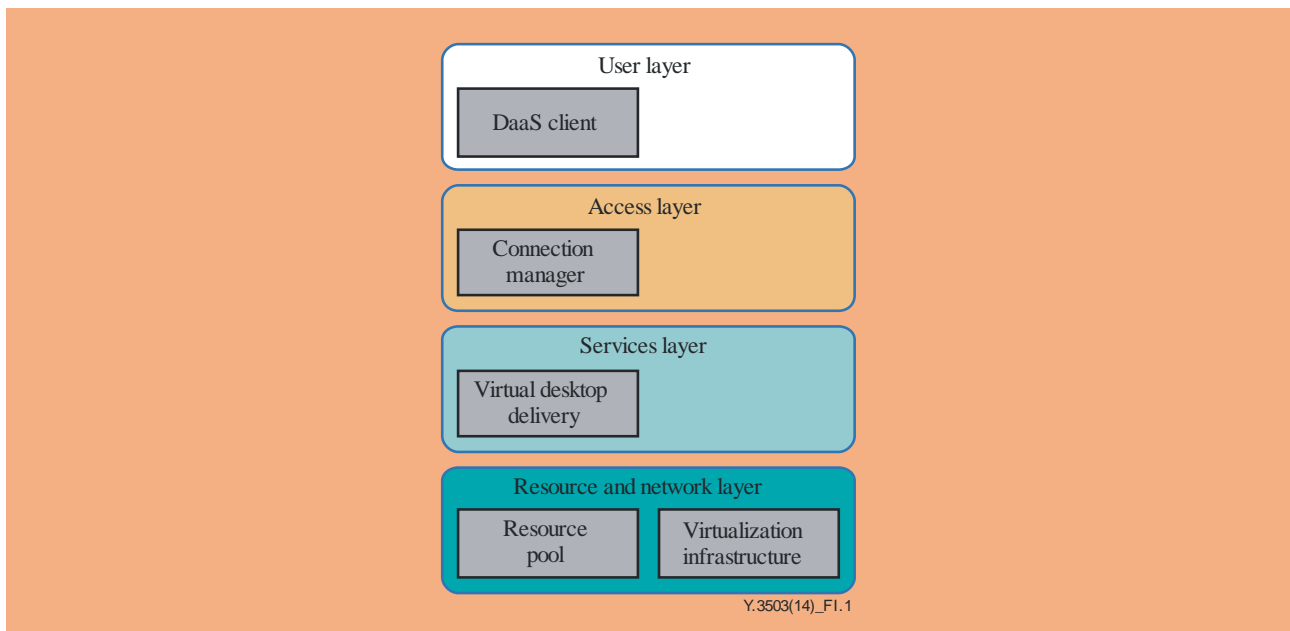 User layer
DaaS client
Access layer
Connection
manager
Services layer
Virtual desktop
delivery
Resource and network layer
Resource
pool
Virtualization
infrastructure
Y.3503(14)_FI.1